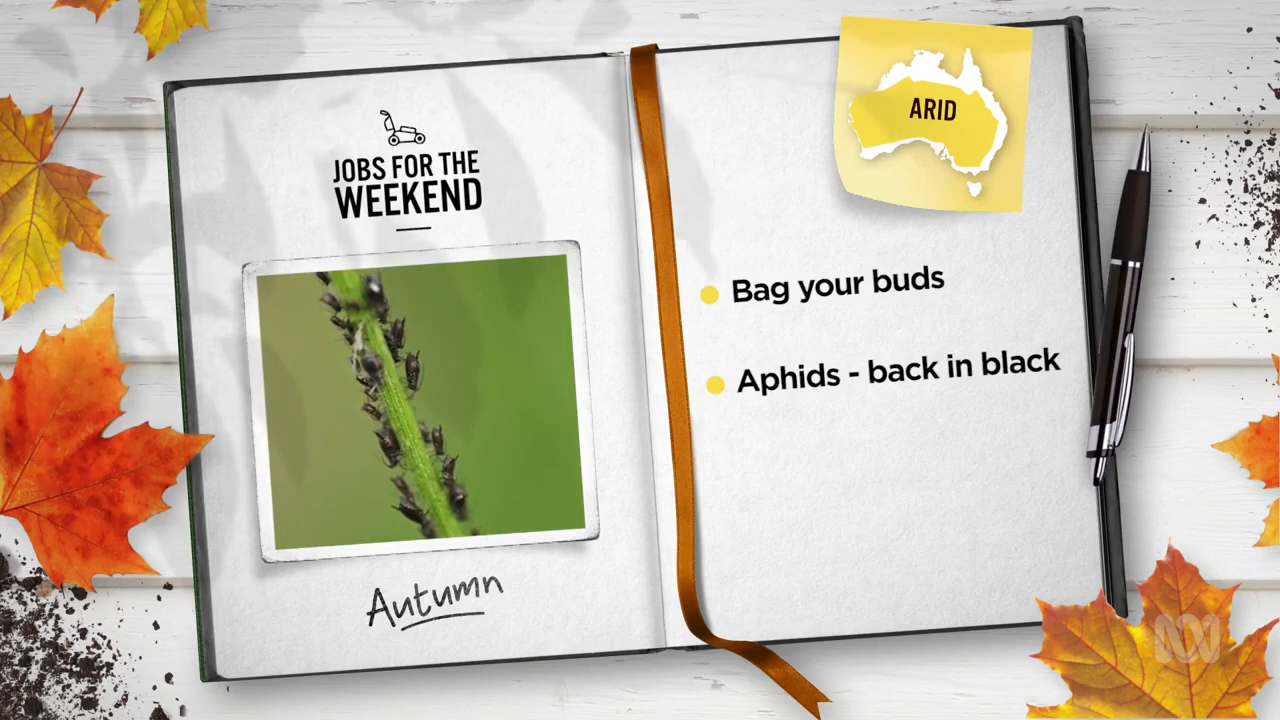 JOBS FOR THE
WEEKEND
Autumn
ARID
Bag your buds
Aphids - back in black